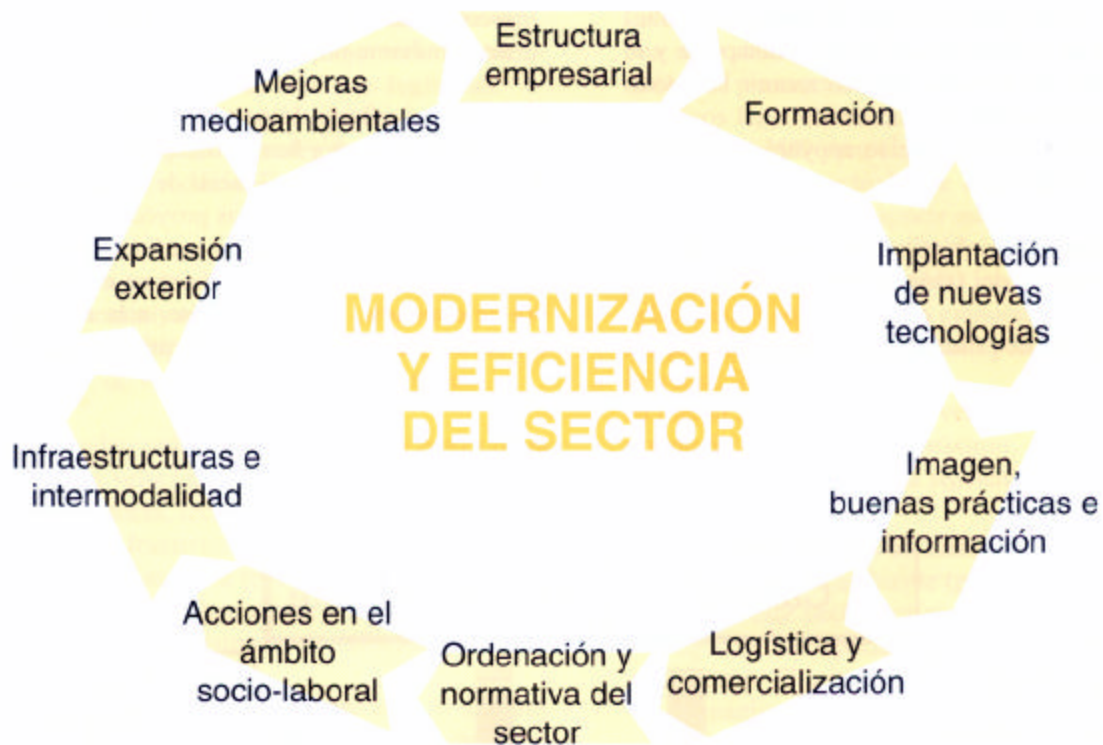 Estructura
empresarial
Formación
Implantación
de nuevas
tecnologías
Imagen,
buenas prácticas e
información
Logística y
comercialización
Ordenación y
normativa del
sector
Acciones en el
ámbito
socio-laboral
Infraestructuras e
intermodalidad
Expansión
exterior
Mejoras
medioambientales
MODERNIZACIÓN
Y EFICIENCIA
DEL SECTOR